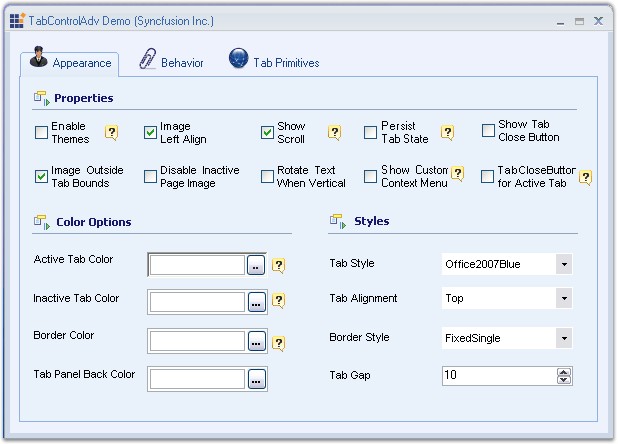 TabControlAdv Demo (Syncfusion Inc.)
Appearance Behavior Tab Primitives
Properties
Enable Themes ? Image Left Align Show Scroll ? Persist Tab State ? Show Tab Close Button
Image Outside Tab Bounds Disable Inactive Page Image Rotate Text When Vertical Show Custom Context Menu ? TabCloseButton for Active Tab ?
Color Options Styles
Active Tab Color .. ? Tab Style Office2007Blue
Inactive Tab Color ... ? Tab Alignment Top
Border Color ... ? Border Style FixedSingle
Tab Panel Back Color ... Tab Gap 10